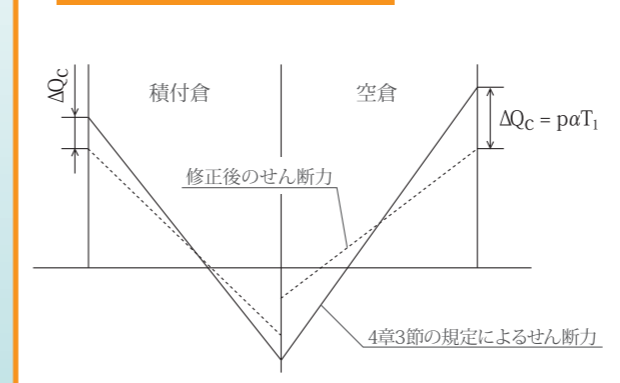 ΔQC
積付倉
空倉
ΔQC = pαT1
修正後のせん断力
4章3節の規定によるせん断力